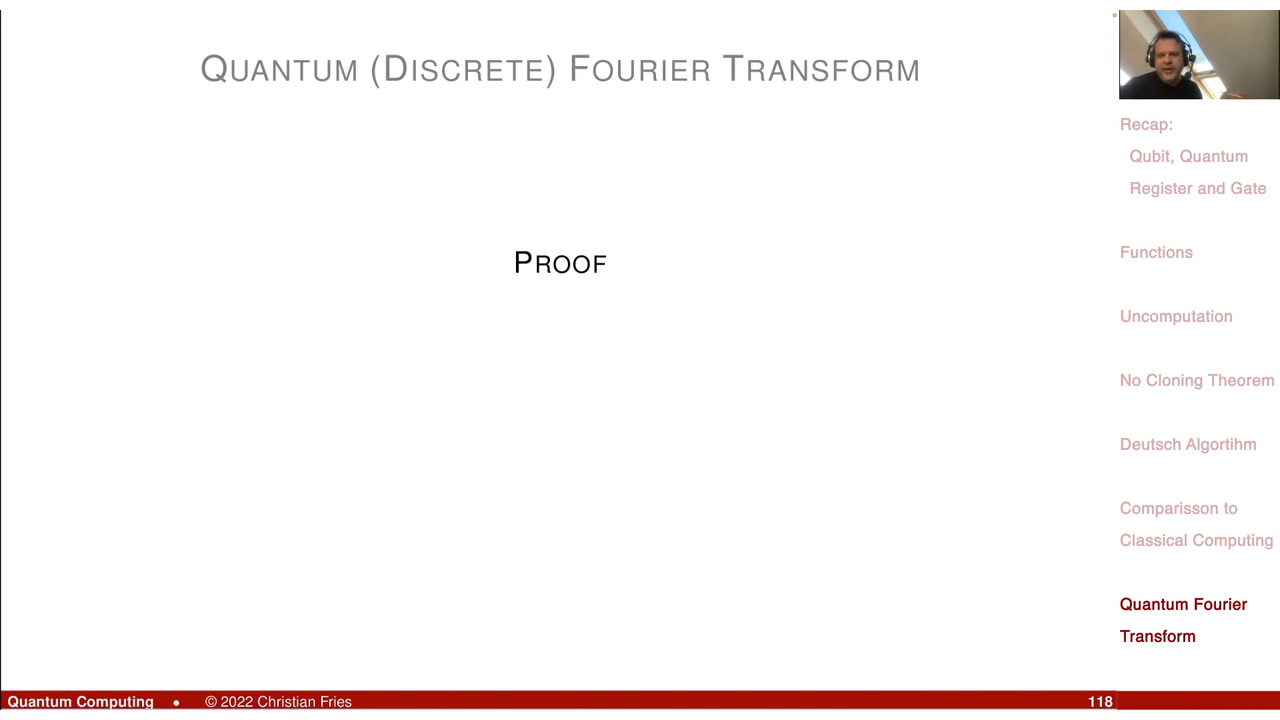 QUANTUM (DISCRETE) FOURIER TRANSFORM
PROOF
Recap:
Qubit, Quantum
Register and Gate
Functions
Uncomputation
No Cloning Theorem
Deutsch Algortihm
Comparisson to
Classical Computing
Quantum Fourier
Transform
Quantum Computing • © 2022 Christian Fries 118